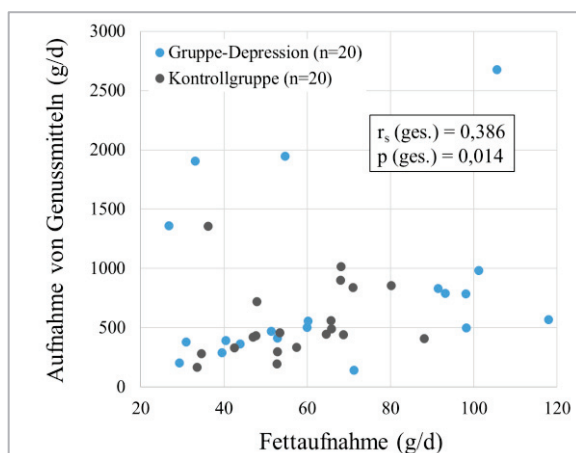 3000
2500
2000
1500
1000
500
0
Aufnahme von Genussmitteln (g/d)
Gruppe-Depression (n=20)
Kontrollgruppe (n=20)
rs (ges.) = 0,386
p (ges.) = 0,014
20 40 60 80 100 120
Fettaufnahme (g/d)